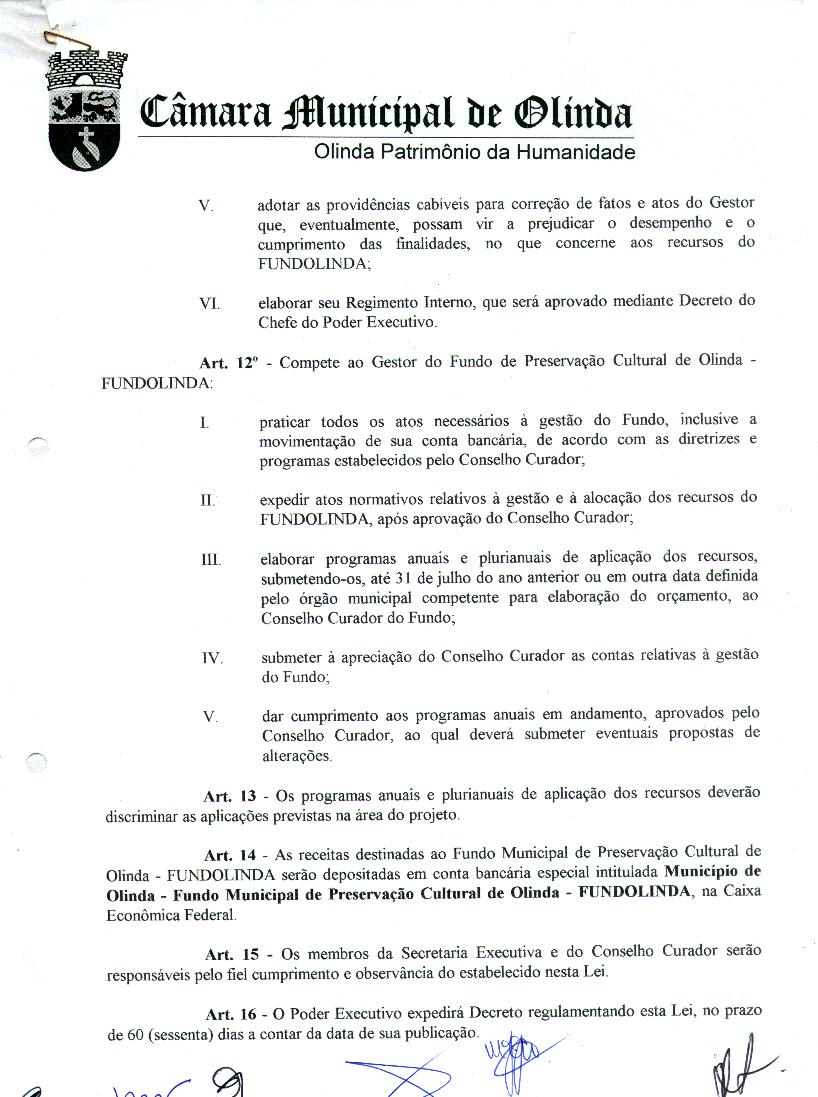 Câmara Municipal de Olinda
Olinda Patrimônio da Humanidade
V. adotar as providências cabíveis para correção de fatos e atos do Gestor
que, eventualmente, possam vir a prejudicar o desempenho e o
cumprimento das finalidades, no que concerne aos recursos do
FUNDOLINDA;
VI. elaborar seu Regimento Interno, que será aprovado mediante Decreto do
Chefe do Poder Executivo.
Art. 12º - Compete ao Gestor do Fundo de Preservação Cultural de Olinda -
FUNDOLINDA:
I. praticar todos os atos necessários à gestão do Fundo, inclusive a
movimentação de sua conta bancária, de acordo com as diretrizes e
programas estabelecidos pelo Conselho Curador;
II. expedir atos normativos relativos à gestão e à alocação dos recursos do
FUNDOLINDA, após aprovação do Conselho Curador;
III. elaborar programas anuais e plurianuais de aplicação dos recursos,
submetendo-os, até 31 de julho do ano anterior ou em outra data definida
pelo órgão municipal competente para elaboração do orçamento, ao
Conselho Curador do Fundo;
IV. submeter à apreciação do Conselho Curador as contas relativas à gestão
do Fundo;
V. dar cumprimento aos programas anuais em andamento, aprovados pelo
Conselho Curador, ao qual deverá submeter eventuais propostas de
alterações.
Art. 13 - Os programas anuais e plurianuais de aplicação dos recursos deverão
discriminar as aplicações previstas na área do projeto.
Art. 14 - As receitas destinadas ao Fundo Municipal de Preservação Cultural de
Olinda - FUNDOLINDA serão depositadas em conta bancária especial intitulada Município de
Olinda - Fundo Municipal de Preservação Cultural de Olinda - FUNDOLINDA, na Caixa
Econômica Federal.
Art. 15 - Os membros da Secretaria Executiva e do Conselho Curador serão
responsáveis pelo fiel cumprimento e observância do estabelecido nesta Lei.
Art. 16 - O Poder Executivo expedirá Decreto regulamentando esta Lei, no prazo
de 60 (sessenta) dias a contar da data de sua publicação.